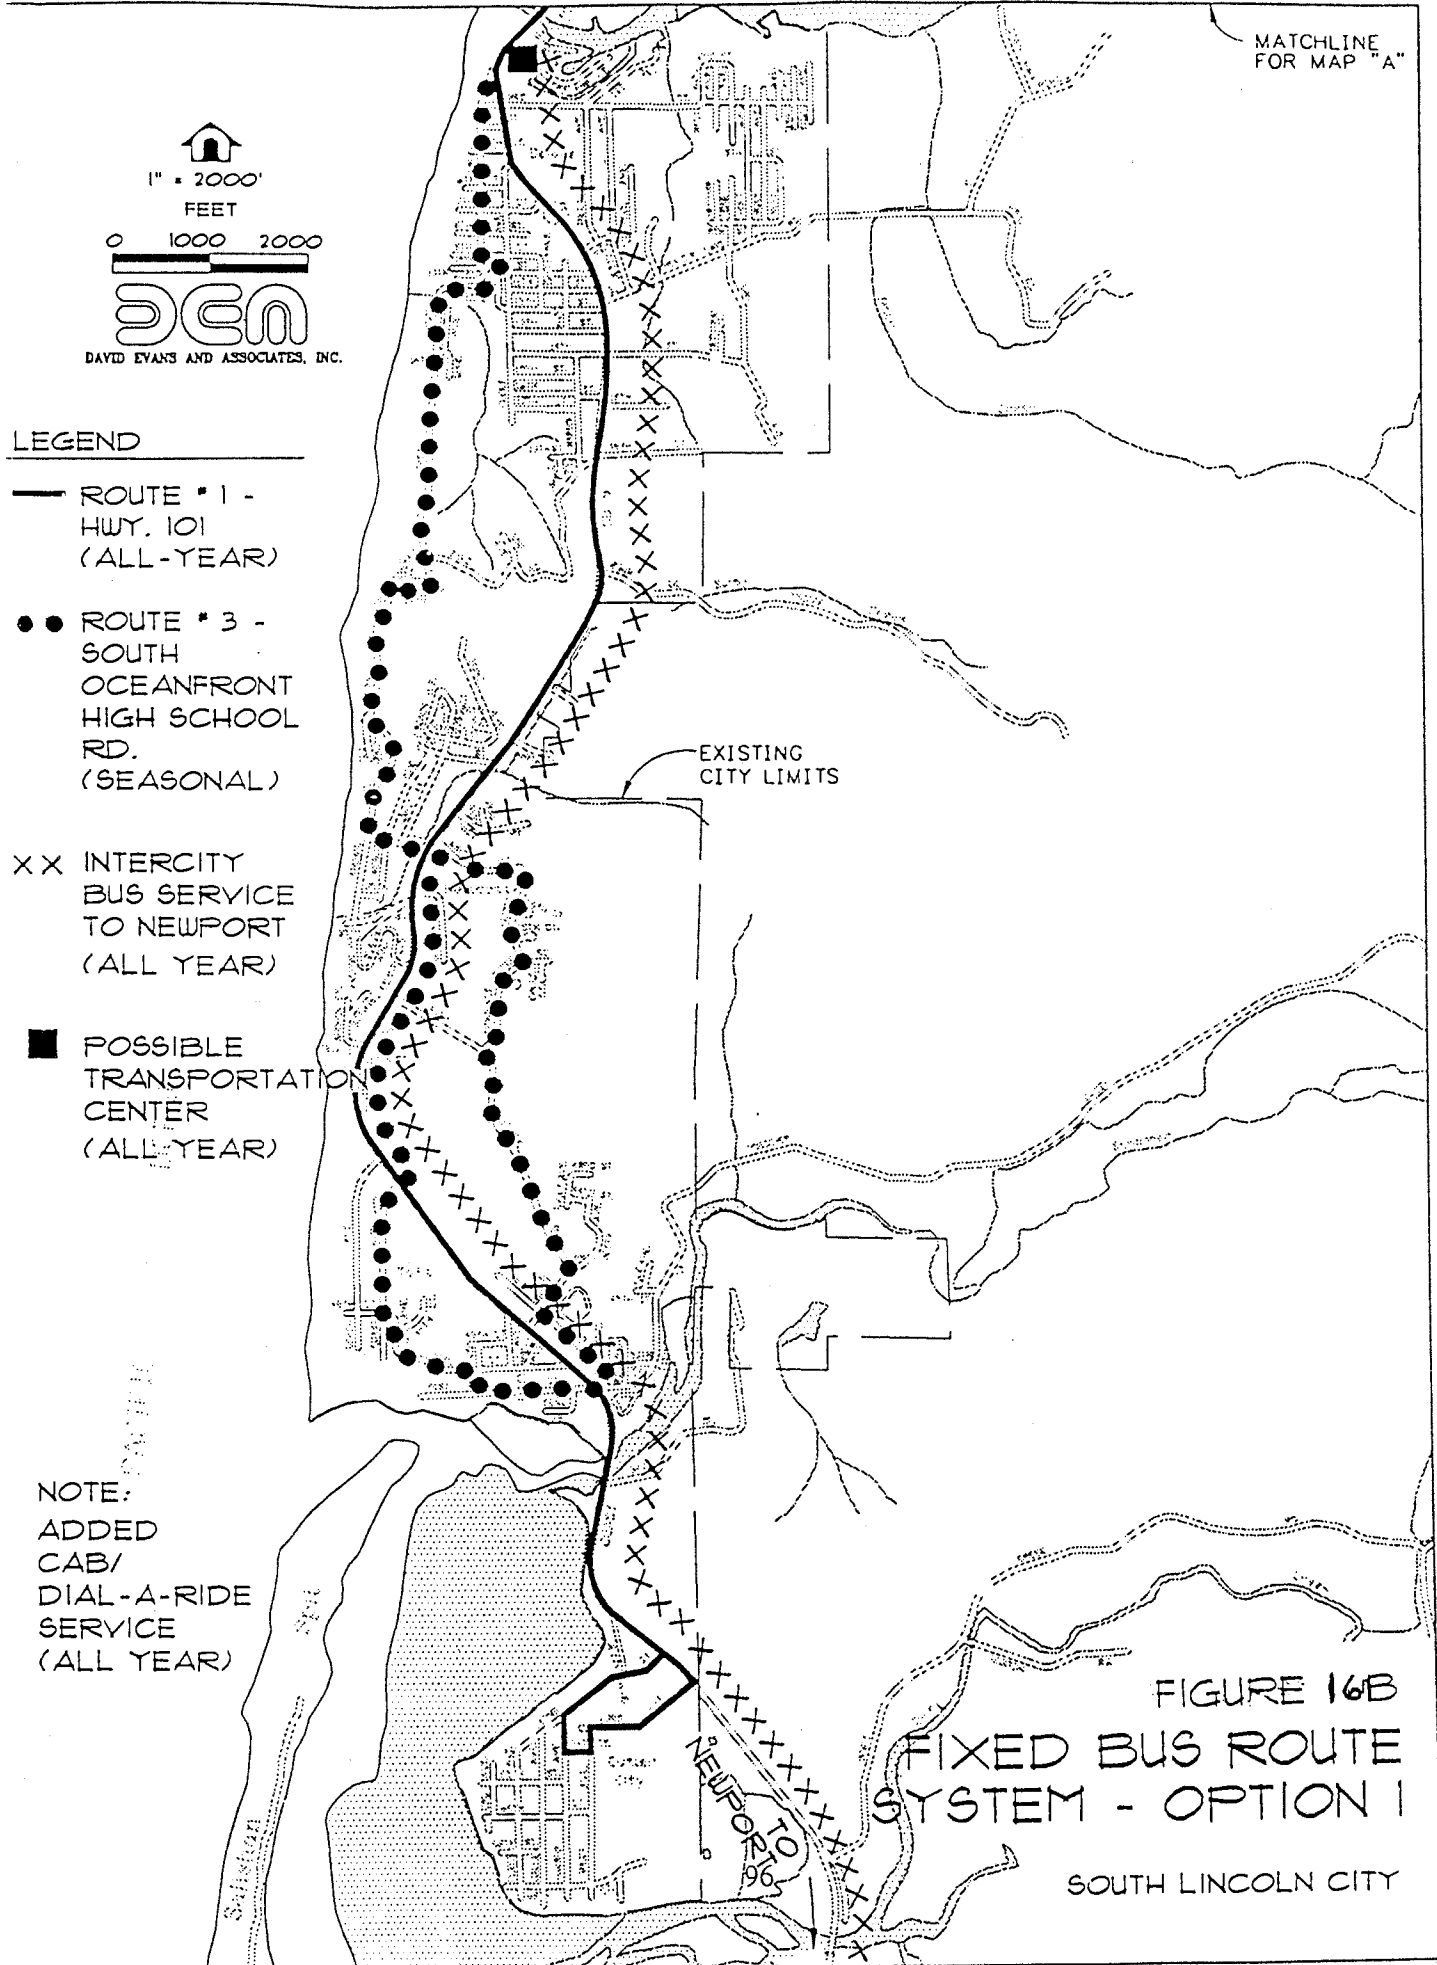 MATCHLINE
FOR MAP "A"
1" = 2000'
FEET
0 1000 2000
DEA
DAVID EVANS AND ASSOCIATES, INC.
LEGEND
ROUTE #1 -
HWY. 101
(ALL-YEAR)
ROUTE #3 -
SOUTH
OCEANFRONT
HIGH SCHOOL
RD.
(SEASONAL)
XX INTERCITY
BUS SERVICE
TO NEWPORT
(ALL YEAR)
POSSIBLE
TRANSPORTATION
CENTER
(ALL YEAR)
EXISTING
CITY LIMITS
NOTE:
ADDED
CAB/
DIAL-A-RIDE
SERVICE
(ALL YEAR)
Spit
TO
NEWPORT
96
FIGURE 16B
FIXED BUS ROUTE
SYSTEM - OPTION 1
SOUTH LINCOLN CITY